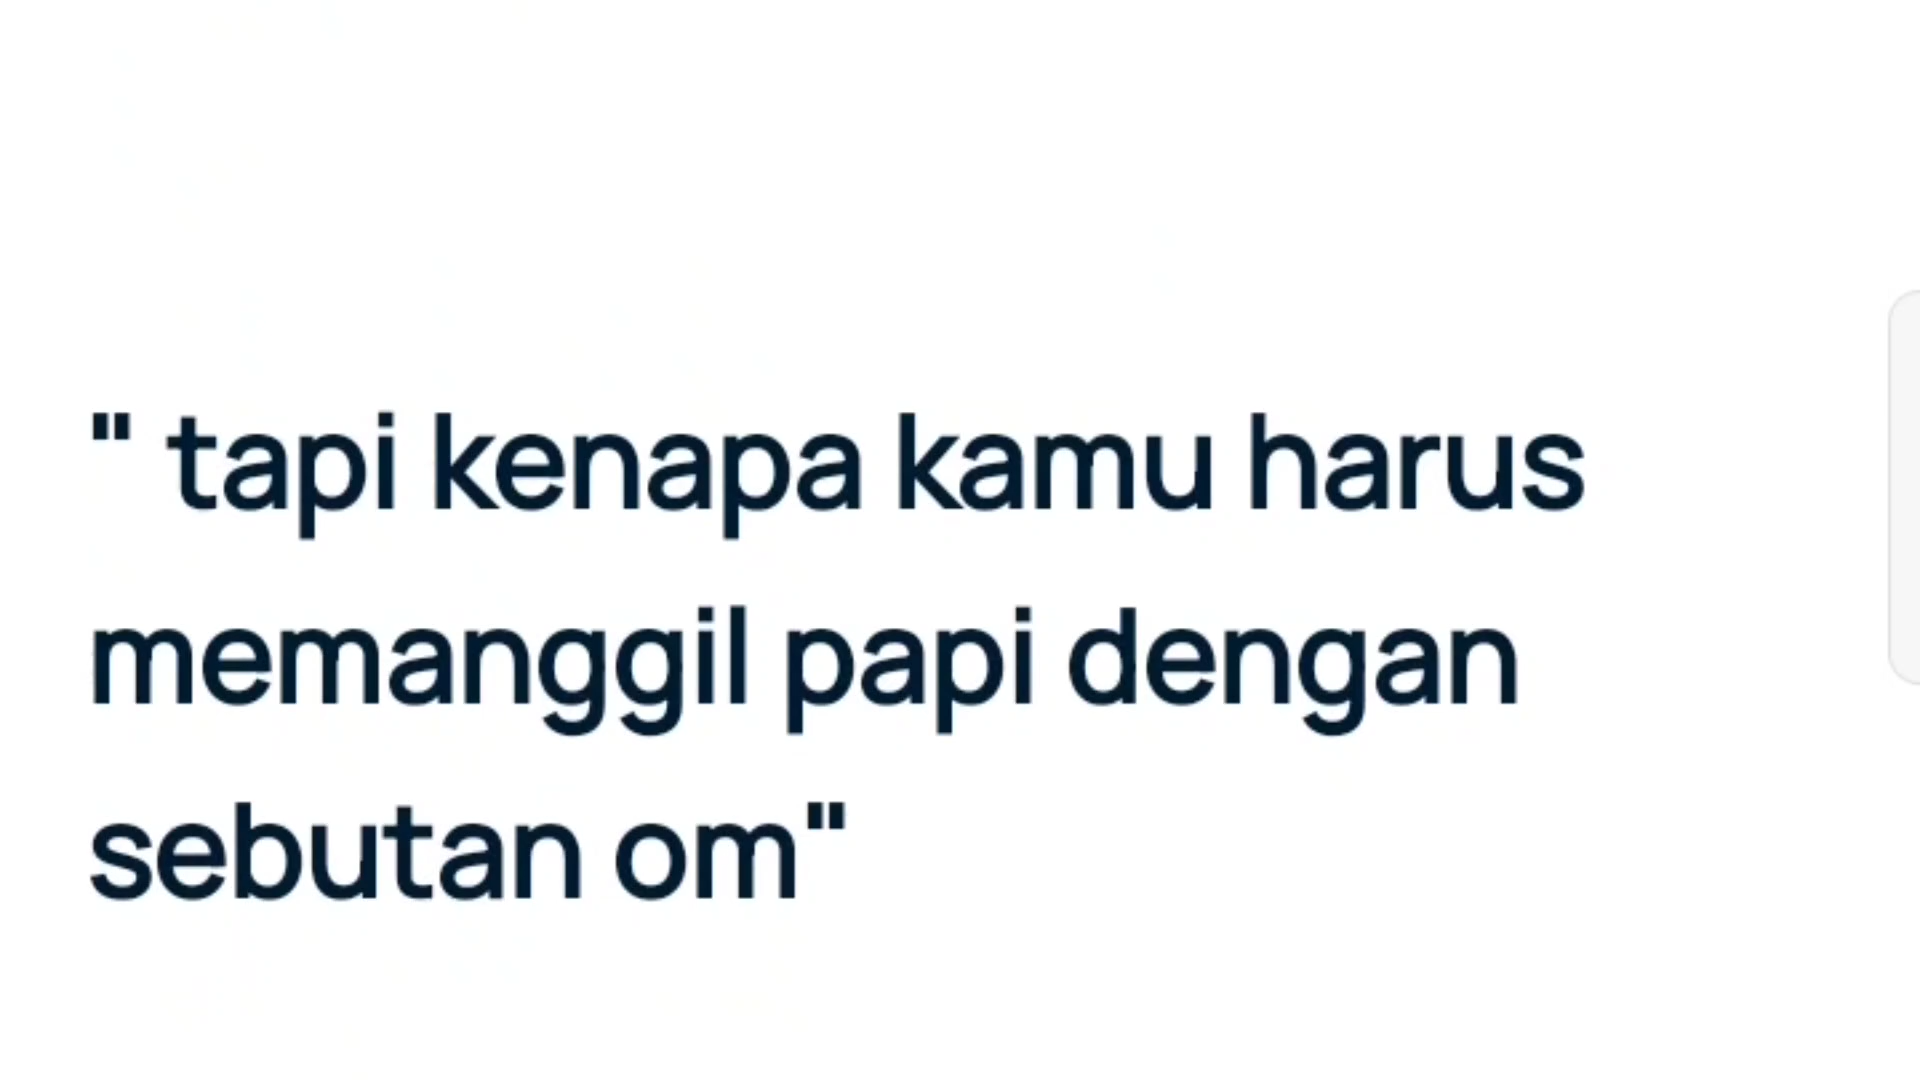 " tapi kenapa kamu harus
memanggil papi dengan
sebutan om"